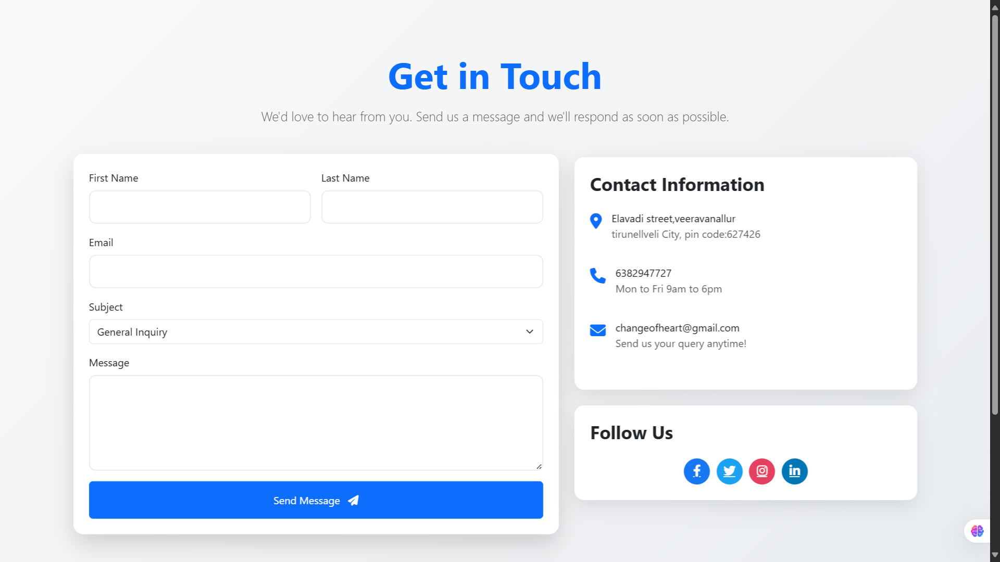 Get in Touch
We'd love to hear from you. Send us a message and we'll respond as soon as possible.
First Name
Last Name
Email
Subject
General Inquiry
Message
Send Message
Contact Information
Elavadi street,veeravanallur
tirunellveli City, pin code:627426
6382947727
Mon to Fri 9am to 6pm
changeofheart@gmail.com
Send us your query anytime!
Follow Us